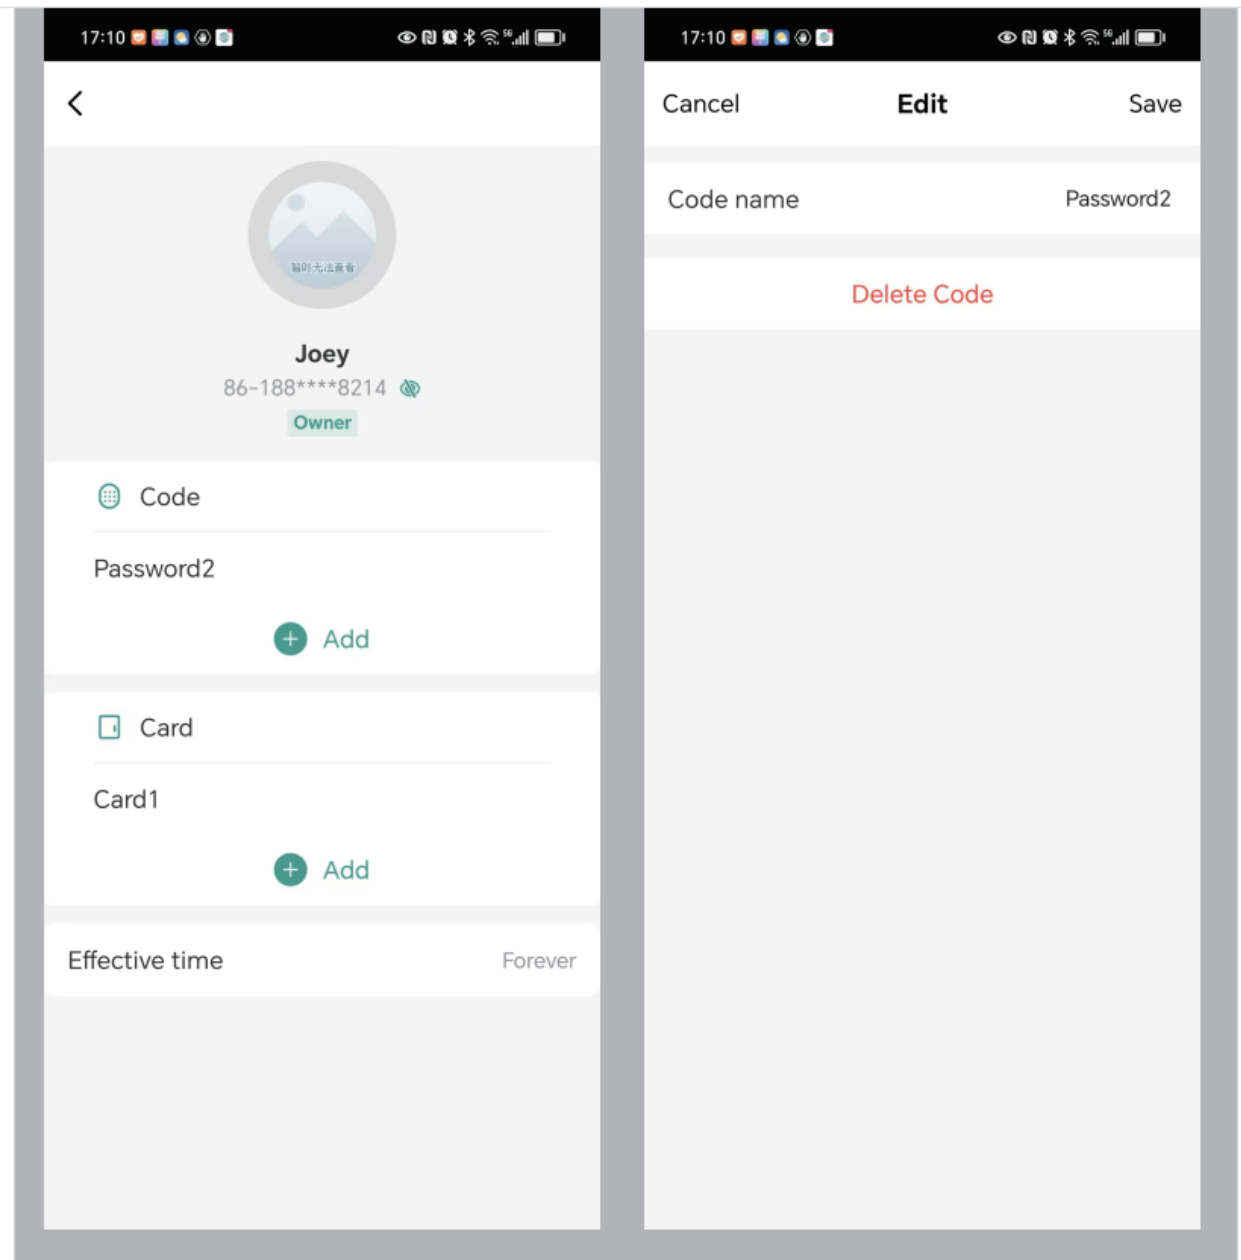 17:10
Joey
86-188****8214
Owner
Code
Password2
Add
Card
Card1
Add
Effective time
Forever
17:10
Cancel
Edit
Save
Code name
Password2
Delete Code